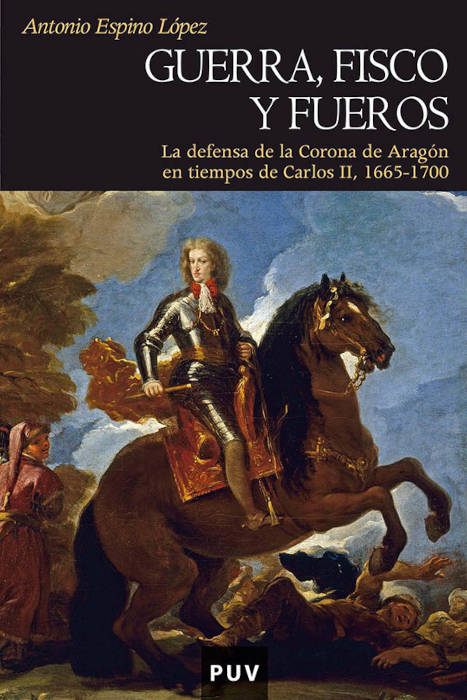 Antonio Espino López
GUERRA, FISCO
Y FUEROS
La defensa de la Corona de Aragón
en tiempos de Carlos II, 1665-1700
PUV